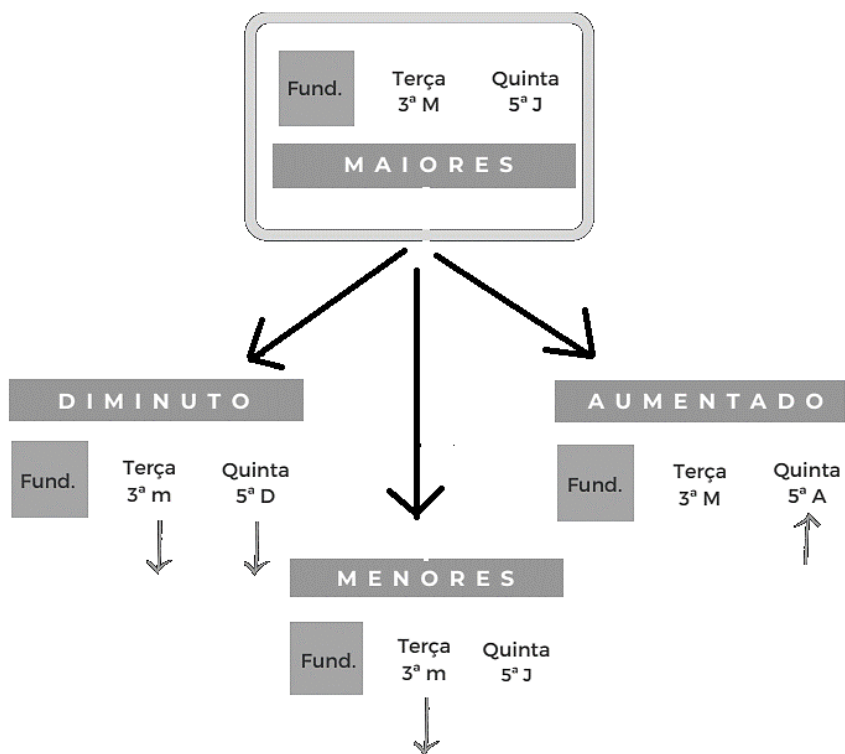 Fund.
Terça
3ª M
Quinta
5ª J
MAIORES
DIMINUTO
Fund.
Terça
3ª m
Quinta
5ª D
AUMENTADO
Fund.
Terça
3ª M
Quinta
5ª A
MENORES
Fund.
Terça
3ª m
Quinta
5ª J